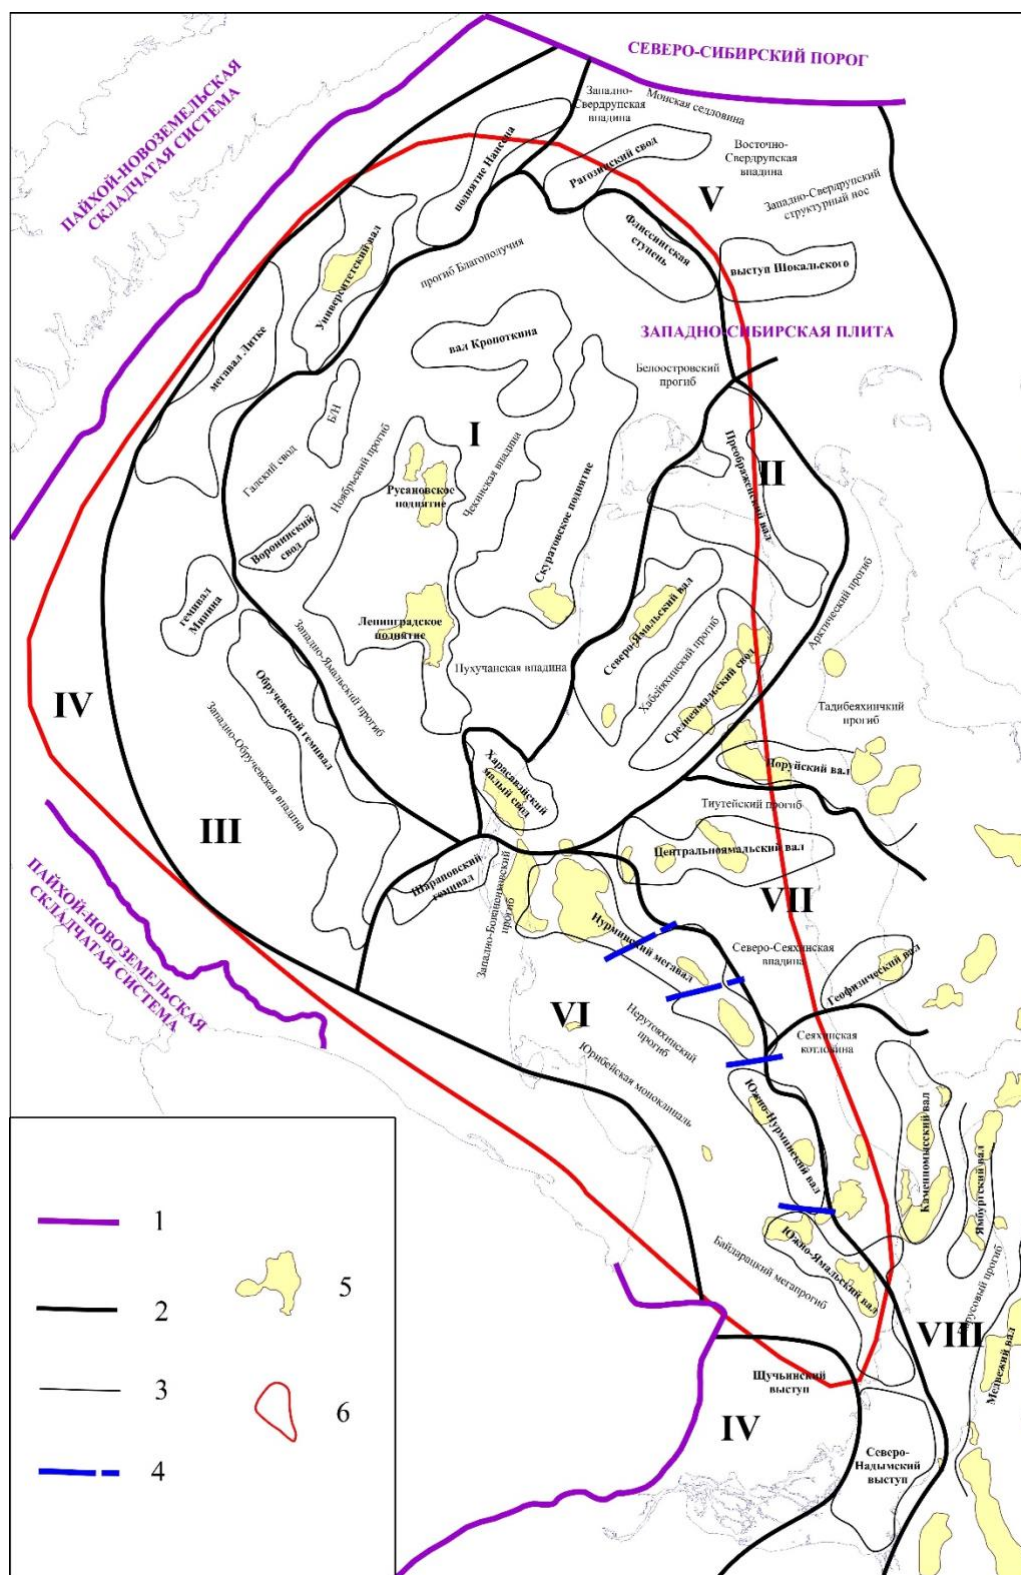 СЕВЕРО-СИБИРСКИЙ ПОРОГ
ПАЙХОЙ-НОВОЗЕМЕЛЬСКАЯ
СКЛАДЧАТАЯ СИСТЕМА
Западно-
Свердрупская
впадина
Монская седловина
поднятие Нансена
Рагозинский свод
Восточно-
Свердрупская
впадина
V
Западно-Свердрупский
структурный нос
Университетский вал
прогиб Благополучия
Флиссингская
ступень
выступ Шокальского
мегавал Литке
вал Кропоткина
ЗАПАДНО-СИБИРСКАЯ ПЛИТА
Белоостровский
прогиб
Б/Н
I
Галский свод
Ноябрьский прогиб
Русановское
поднятие
Чекинская впадина
Скуратовское поднятие
Преображенский вал
II
Воронинский
свод
гемивал
Минина
Ленинградское
поднятие
Северо-Ямальский вал
Хабейяхинский прогиб
Среднеямальский свод
Арктический прогиб
Западно-Ямальский прогиб
Пухучанская впадина
IV
Обручевский гемивал
Западно-Обручевская впадина
Тадибеяхинчкий
прогиб
Харасавэйский
малый свод
Поруйский вал
Тиутейский прогиб
III
ПАЙХОЙ-НОВОЗЕМЕЛЬСКАЯ
СКЛАДЧАТАЯ СИСТЕМА
Шараповский
гемивал
Западно-Бованенковский
прогиб
Центральноямальский вал
VII
Нурминский мегавал
Северо-Сеяхинская
впадина
Геофизический вал
VI
Нерутояхинский
прогиб
Сеяхинская
котловина
Юрибейская моноклиналь
Южно-Нурминский вал
Каменномысский вал
Ямбургский вал
Байдарацкий мегапрогиб
Южно-Ямальский вал
Парусовый прогиб
VIII
Медвежий вал
Щучьинский
выступ
IV
Северо-
Надымский
выступ
1
2
3
4
5
6